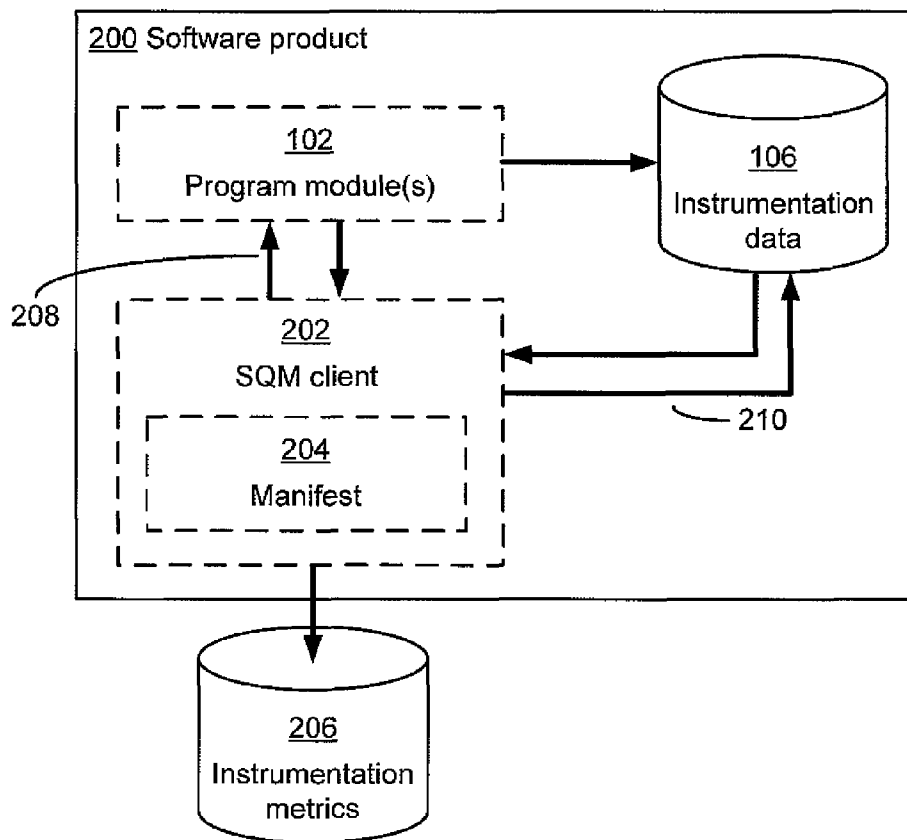 200 Software product
102
Program module(s)
106
Instrumentation
data
208
202
SQM client
210
204
Manifest
206
Instrumentation
metrics